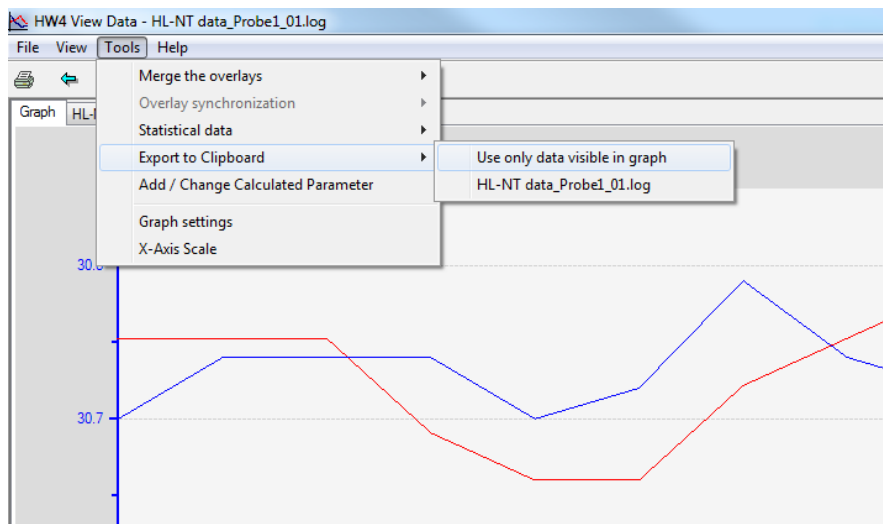 HW4 View Data - HL-NT data_Probe1_01.log
File View Tools Help
Merge the overlays
Overlay synchronization
Statistical data
Export to Clipboard
Add / Change Calculated Parameter
Graph settings
X-Axis Scale
Use only data visible in graph
HL-NT data_Probe1_01.log
Graph
30.7